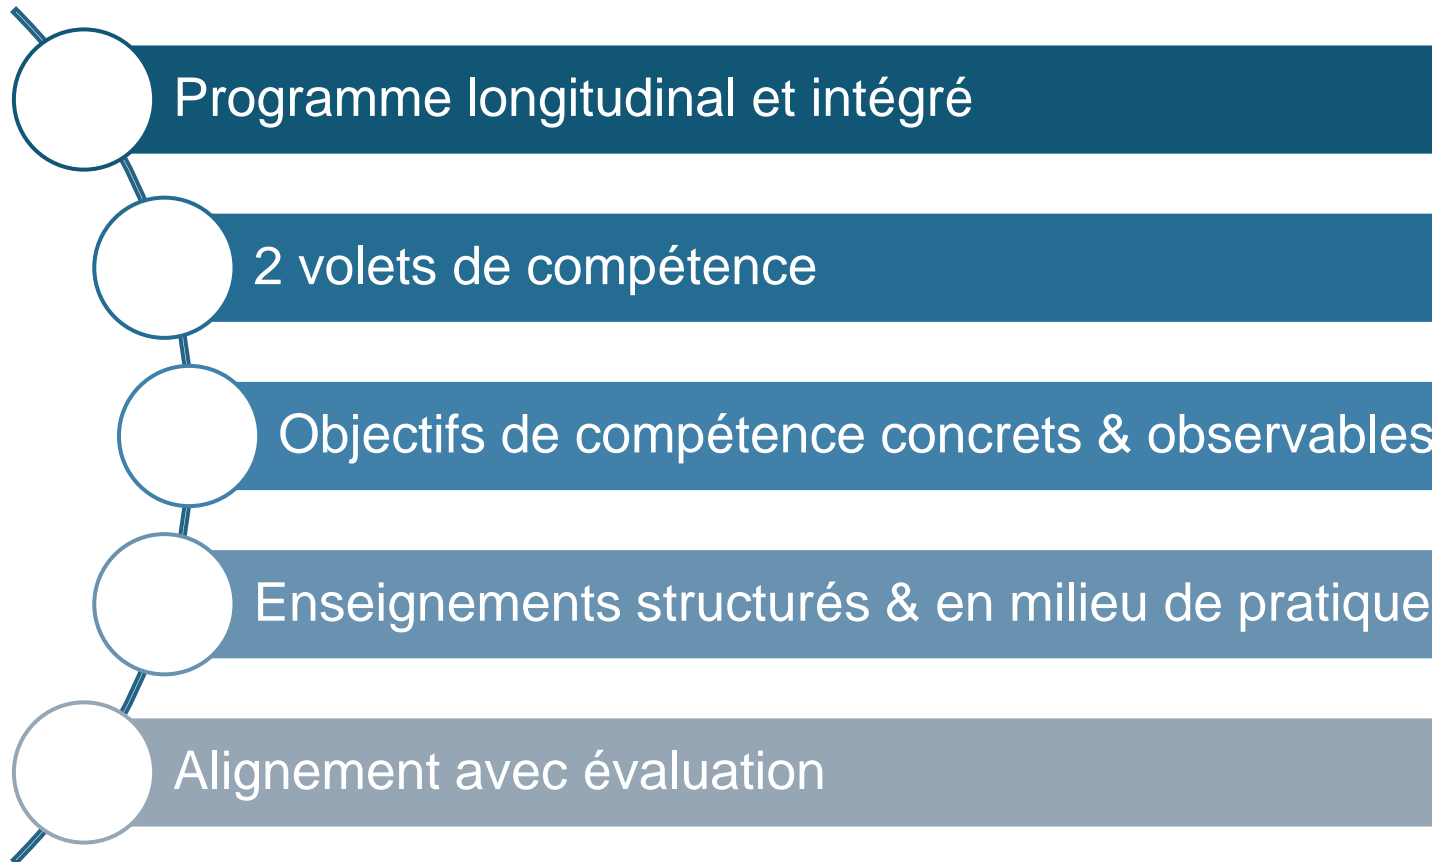 Programme longitudinal et intégré
2 volets de compétence
Objectifs de compétence concrets & observables
Enseignements structurés & en milieu de pratique
Alignement avec évaluation